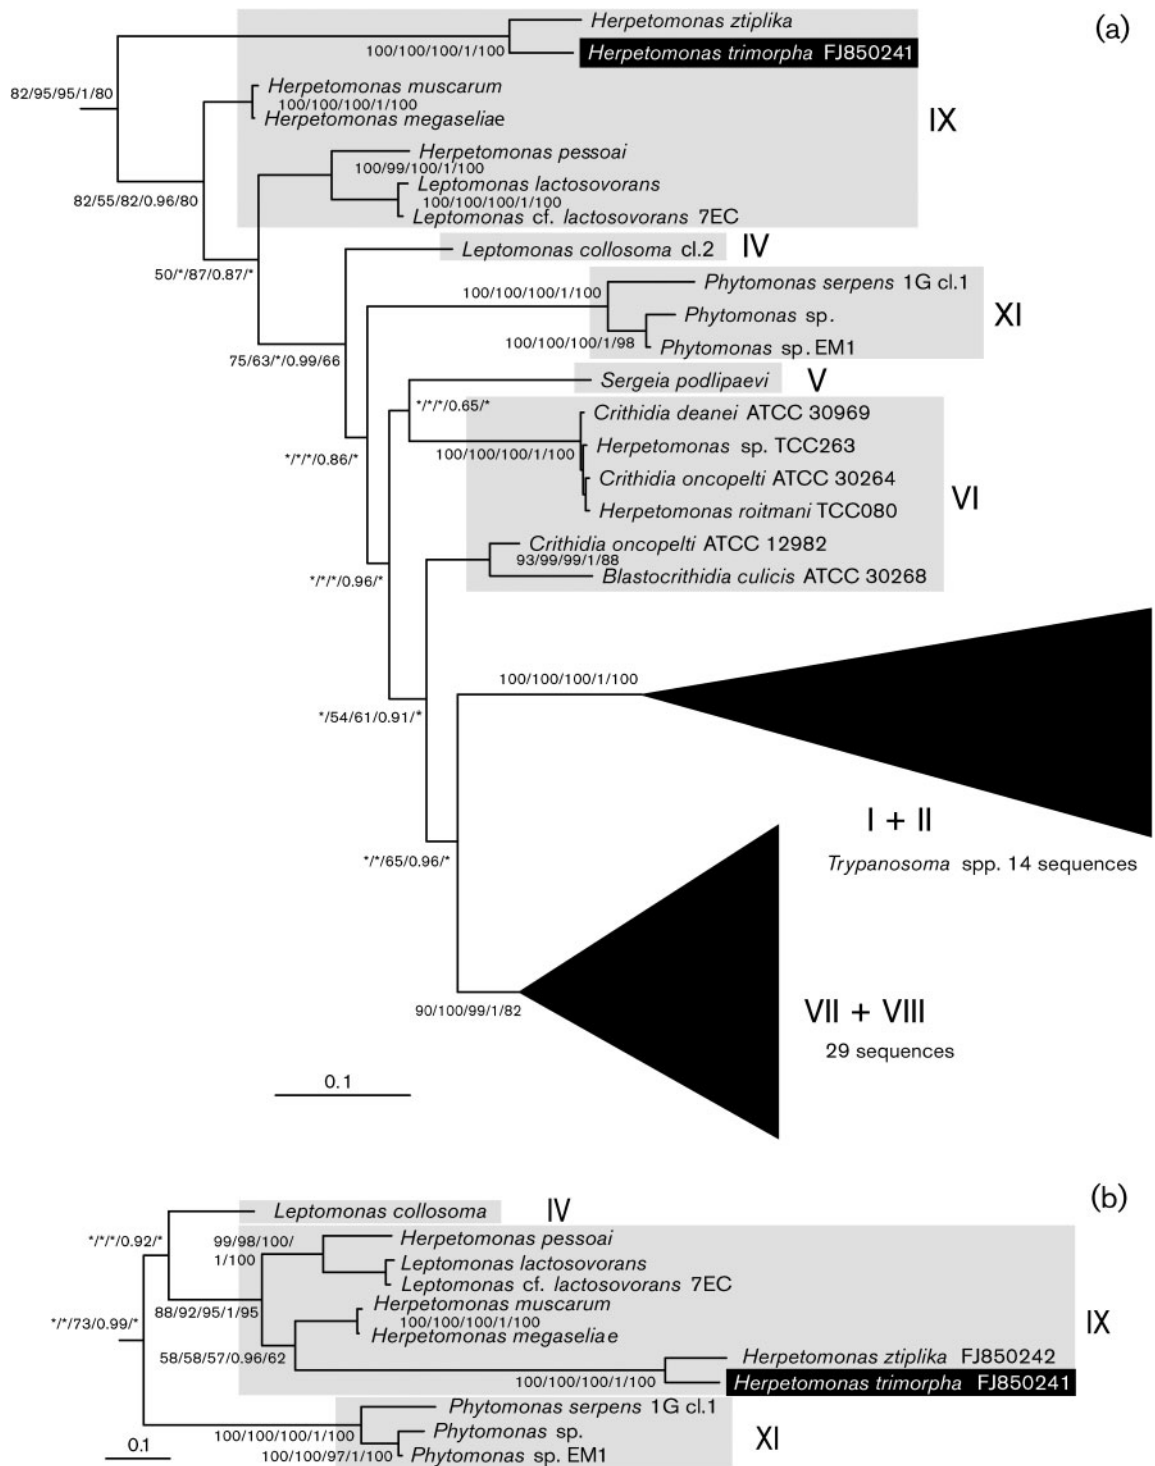 (a)
Herpetomonas ztiplika
100/100/100/1/100
Herpetomonas trimorpha FJ850241
82/95/95/1/80
Herpetomonas muscarum
100/100/100/1/100
Herpetomonas megaseliae
IX
Herpetomonas pessoai
100/99/100/1/100
Leptomonas lactosovorans
100/100/100/1/100
82/55/82/0.96/80
Leptomonas cf. lactosovorans 7EC
Leptomonas collosoma cl.2
IV
50/*/87/0.87/*
Phytomonas serpens 1G cl.1
100/100/100/1/100
Phytomonas sp.
XI
100/100/100/1/98
Phytomonas sp. EM1
75/63/*/0.99/66
Sergeia podlipaevi
V
*/*/*/0.65/*
Crithidia deanei ATCC 30969
Herpetomonas sp. TCC263
100/100/100/1/100
*/*/*/0.86/*
Crithidia oncopelti ATCC 30264
VI
Herpetomonas roitmani TCC080
Crithidia oncopelti ATCC 12982
93/99/99/1/88
Blastocrithidia culicis ATCC 30268
*/*/*/0.96/*
100/100/100/1/100
*/54/61/0.91/*
I + II
Trypanosoma spp. 14 sequences
*/*/65/0.96/*
90/100/99/1/82
VII + VIII
29 sequences
0.1
(b)
Leptomonas collosoma
IV
*/*/*/0.92/*
99/98/100/
1/100
Herpetomonas pessoai
Leptomonas lactosovorans
Leptomonas cf. lactosovorans 7EC
88/92/95/1/95
Herpetomonas muscarum
100/100/100/1/100
*/*/73/0.99/*
Herpetomonas megaseliae
IX
58/58/57/0.96/62
Herpetomonas ztiplika FJ850242
100/100/100/1/100
Herpetomonas trimorpha FJ850241
Phytomonas serpens 1G cl.1
100/100/100/1/100
Phytomonas sp.
XI
0.1
100/100/97/1/100
Phytomonas sp. EM1